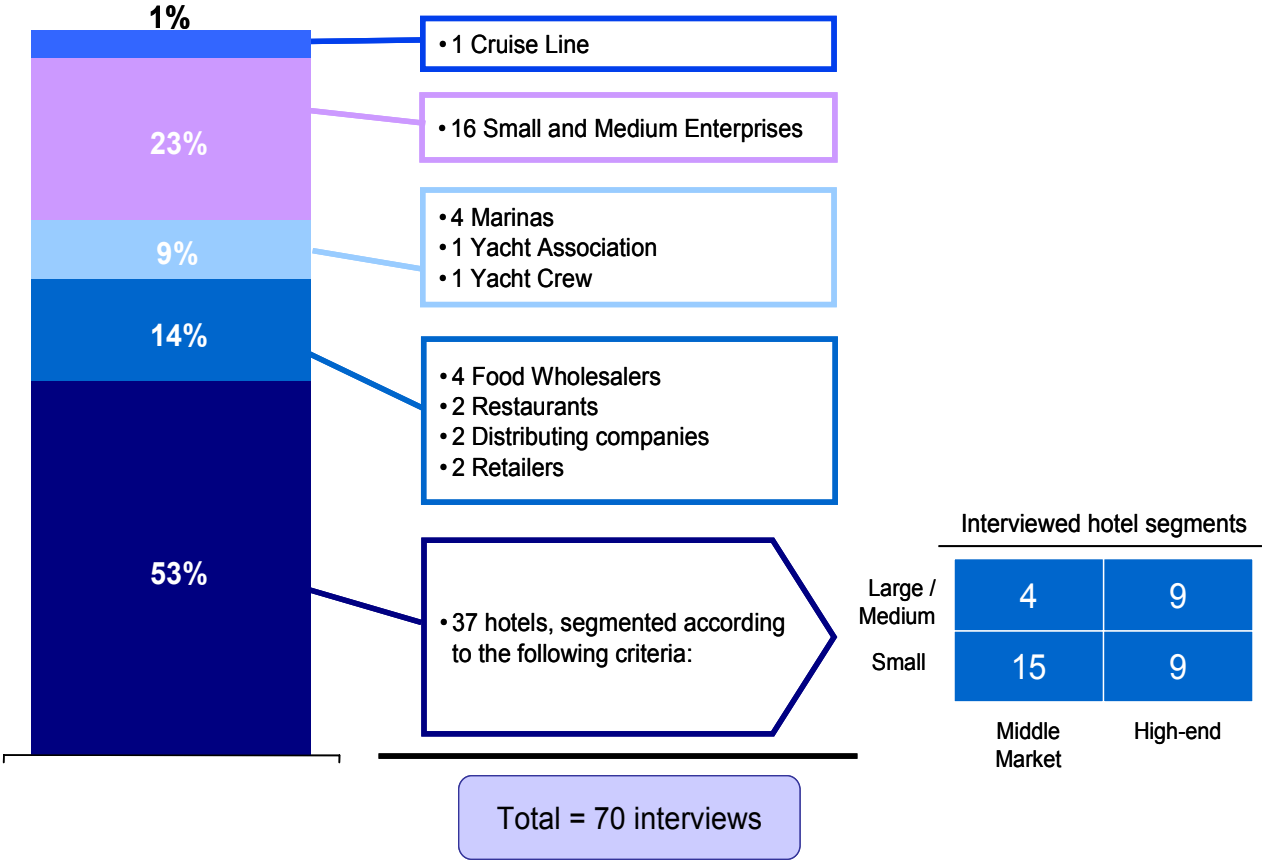 1%
• 1 Cruise Line
23%
• 16 Small and Medium Enterprises
9%
• 4 Marinas
• 1 Yacht Association
• 1 Yacht Crew
14%
• 4 Food Wholesalers
• 2 Restaurants
• 2 Distributing companies
• 2 Retailers
53%
• 37 hotels, segmented according
to the following criteria:
Interviewed hotel segments
Large /
Medium
4
9
Small
15
9
Middle
Market
High-end
Total = 70 interviews